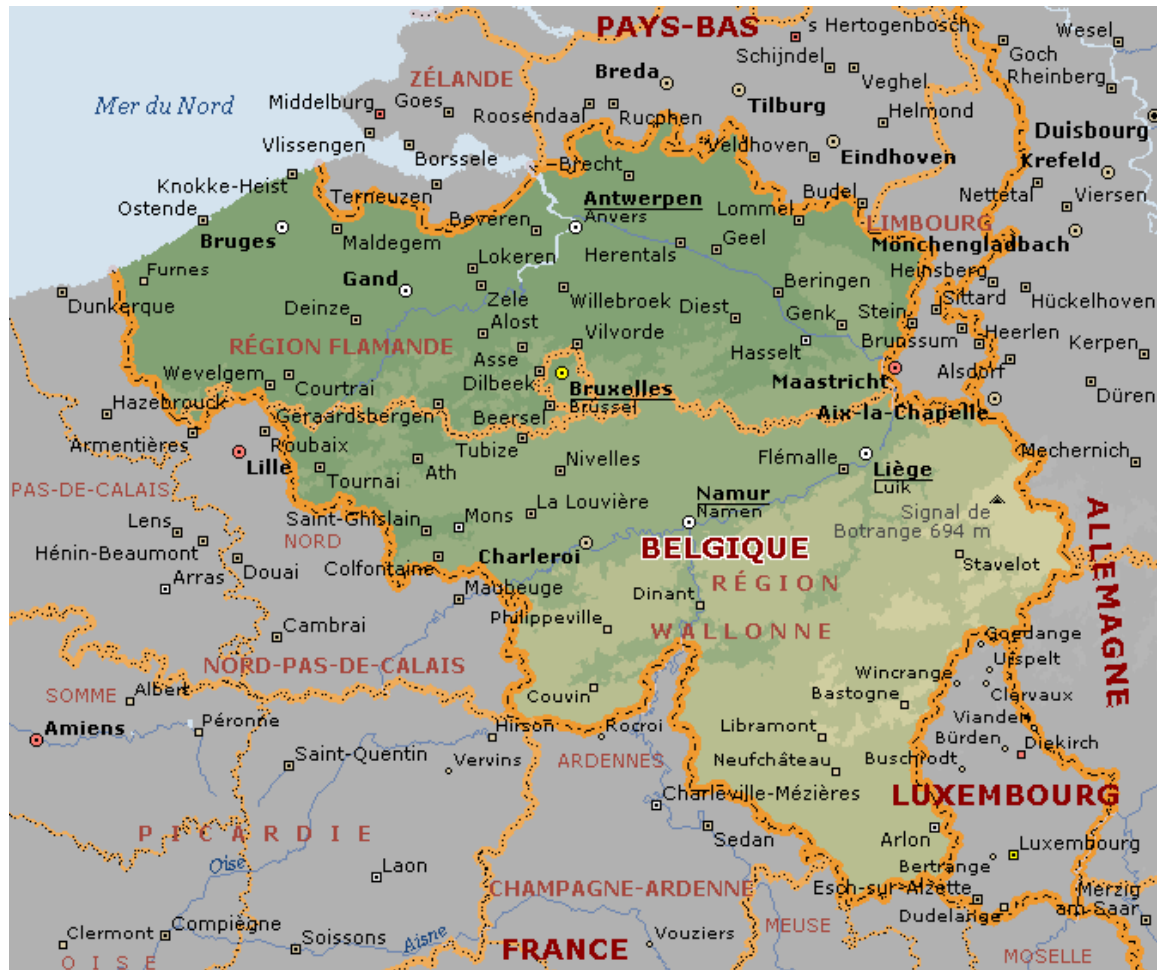 PAYS-BAS
's Hertogenbosch
Wesel
Schijndel
Goch
Breda
ZÉLANDE
Veghel
Rheinberg
Mer du Nord
Middelburg
Goes
Tilburg
Roosendaal
Rucphen
Helmond
Duisbourg
Vlissengen
Borssele
Veldhoven
Eindhoven
Krefeld
Brecht
Knokke-Heist
Terneuzen
Antwerpen
Budel
Nettetal
Viersen
Ostende
Beveren
Anvers
Lommel
LIMBOURG
Bruges
Maldegem
Herentals
Geel
Mönchengladbach
Furnes
Lokeren
Heinsberg
Gand
Beringen
Dunkerque
Deinze
Zele
Willebroek
Diest
Sittard
Hückelhoven
Alost
Genk
Stein
Vilvorde
Heerlen
RÉGION FLAMANDE
Asse
Hasselt
Brunssum
Kerpen
Wevelgem
Courtrai
Dilbeek
Bruxelles
Maastricht
Alsdorf
Düren
Hazebrouck
Geraardsbergen
Beersel
Brüssel
Aix-la-Chapelle
Armentières
Roubaix
Tubize
Lille
Ath
Nivelles
Flémalle
Liège
Mechernich
Tournai
Luik
PAS-DE-CALAIS
La Louvière
Namur
Namen
Signal de
Botrange 694 m
Lens
Saint-Ghislain
Mons
NORD
Hénin-Beaumont
Charleroi
BELGIQUE
Colfontaine
Douai
Stavelot
Arras
Maubeuge
Dinant
RÉGION
Philippeville
WALLONNE
Cambrai
Goedange
ALLEMAGNE
NORD-PAS-DE-CALAIS
Wincrange
Urspelt
SOMME
Albert
Couvin
Bastogne
Clervaux
Amiens
Péronne
Hirson
Rocroi
Libramont
Vianden
Bürden
Diekirch
Saint-Quentin
Vervins
ARDENNES
Neufchâteau
Buschrodt
Charleville-Mézières
LUXEMBOURG
PICARDIE
Sedan
Arlon
Luxembourg
Oise
Laon
Bertrange
CHAMPAGNE-ARDENNE
Esch-sur-Alzette
Merzig
am-Saar
Dudelange
Compiègne
MEUSE
Clermont
Soissons
Aisne
FRANCE
Vouziers
MOSELLE
OISE